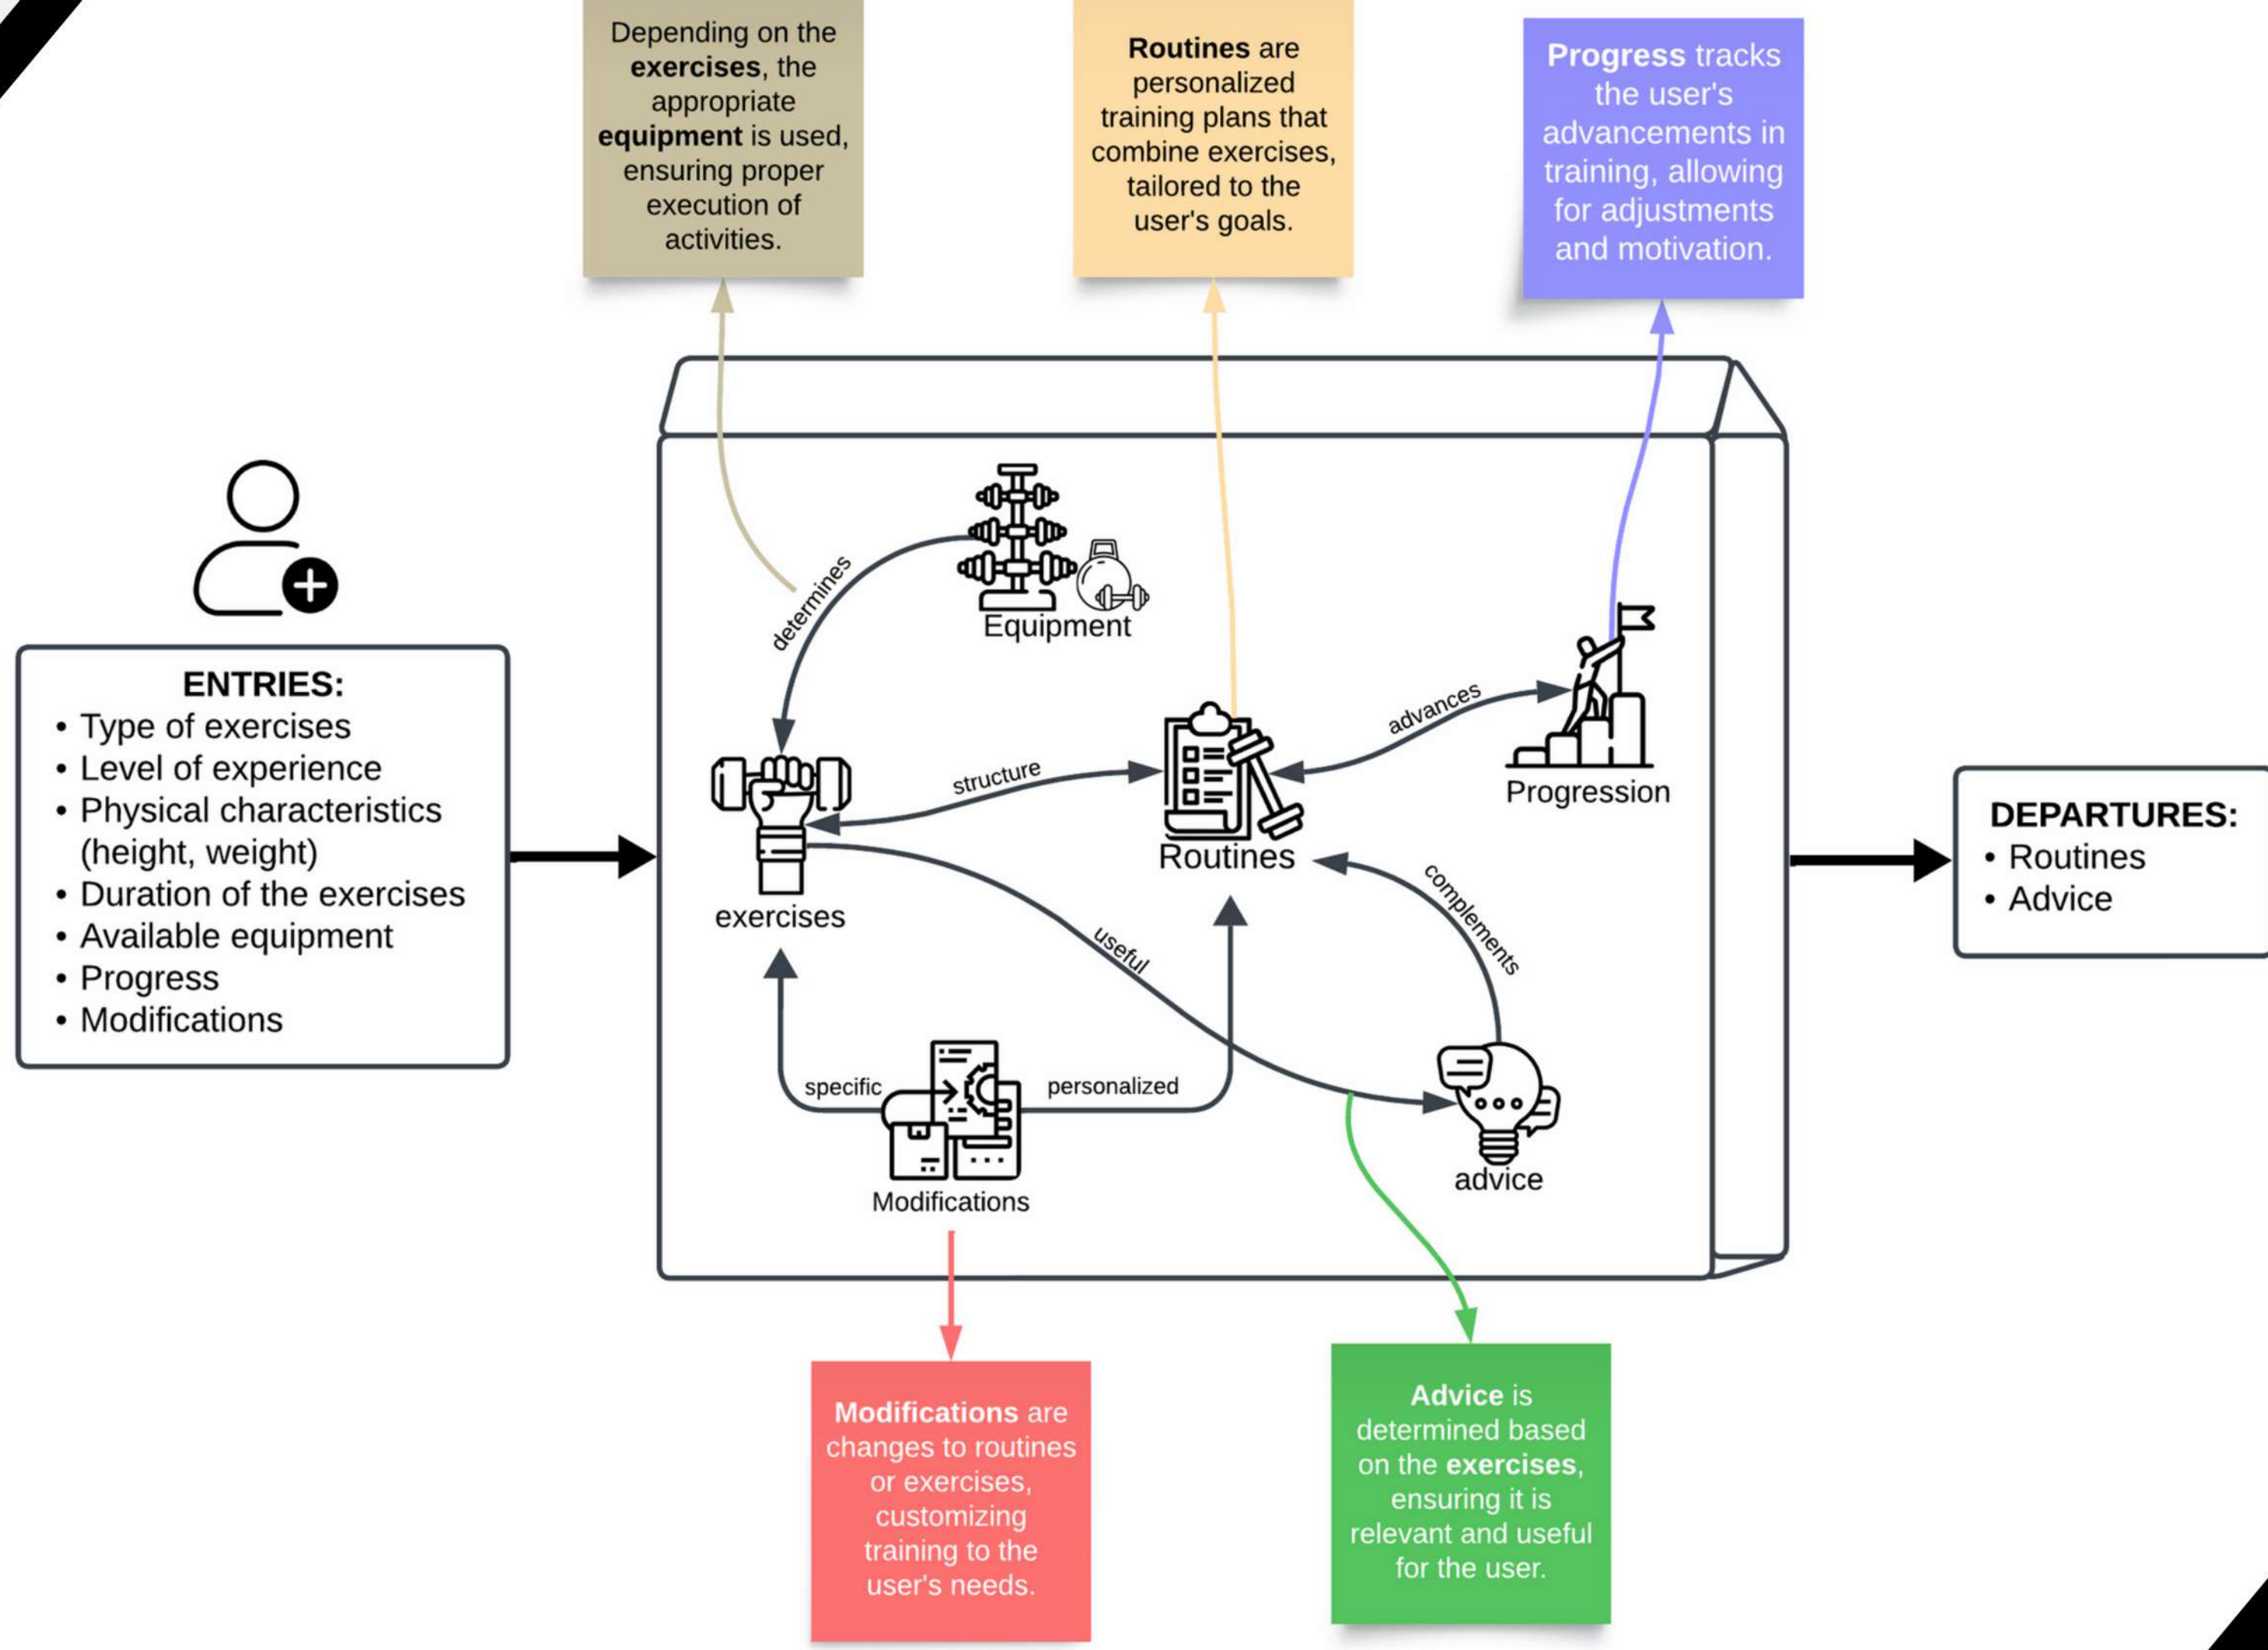 Depending on the
exercises, the
appropriate
equipment is used,
ensuring proper
execution of
activities.
Routines are
personalized
training plans that
combine exercises,
tailored to the
user's goals.
Progress tracks
the user's
advancements in
training, allowing
for adjustments
and motivation.
ENTRIES:
• Type of exercises
• Level of experience
• Physical characteristics
(height, weight)
• Duration of the exercises
• Available equipment
• Progress
• Modifications
determines
Equipment
structure
advances
exercises
Routines
Progression
useful
complements
specific
personalized
Modifications
advice
DEPARTURES:
• Routines
• Advice
Modifications are
changes to routines
or exercises,
customizing
training to the
user's needs.
Advice is
determined based
on the exercises,
ensuring it is
relevant and useful
for the user.